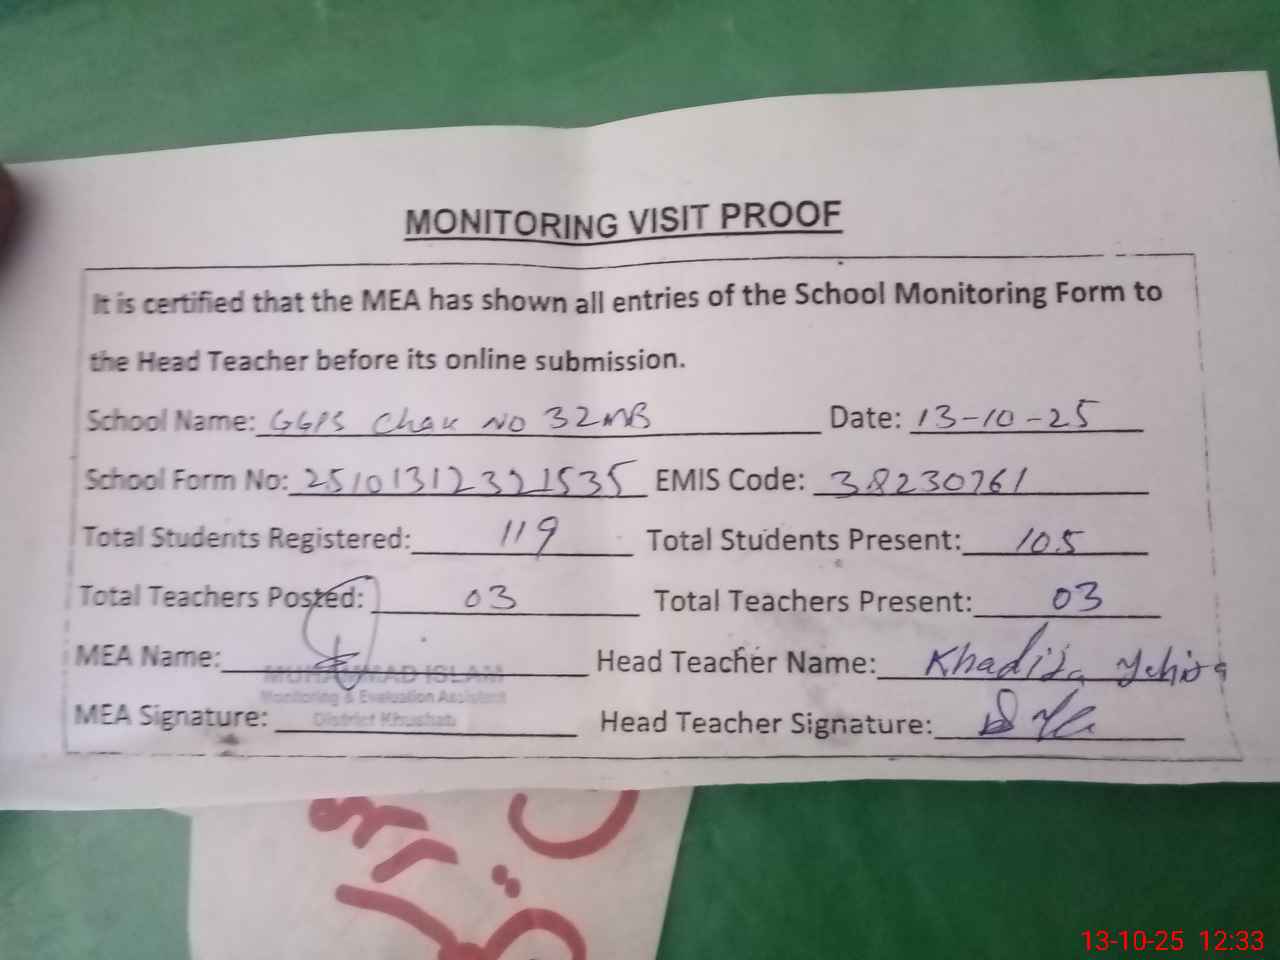 MONITORING VISIT PROOF
It is certified that the MEA has shown all entries of the School Monitoring Form to
the Head Teacher before its online submission.
School Name: GGPS Chak NO 32MB Date: 13-10-25
School Form No: 2510131232 1535 EMIS Code: 38230761
Total Students Registered: 119 Total Students Present: 105
Total Teachers Posted: 03 Total Teachers Present: 03
MEA Name: Head Teacher Name: Khadija
MUHAMMAD ISLAM
Monitoring & Evaluation Assistant
District Khushab
MEA Signature: Head Teacher Signature:
13-10-25 12:33